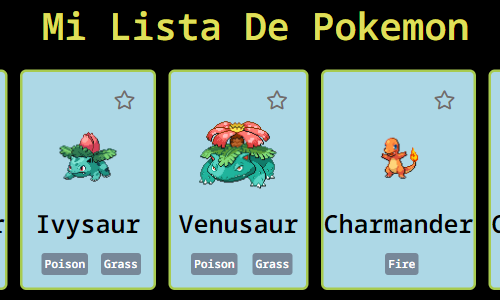 Mi Lista De Pokemon
Ivysaur Venusaur Charmander
Poison Grass Poison Grass Fire